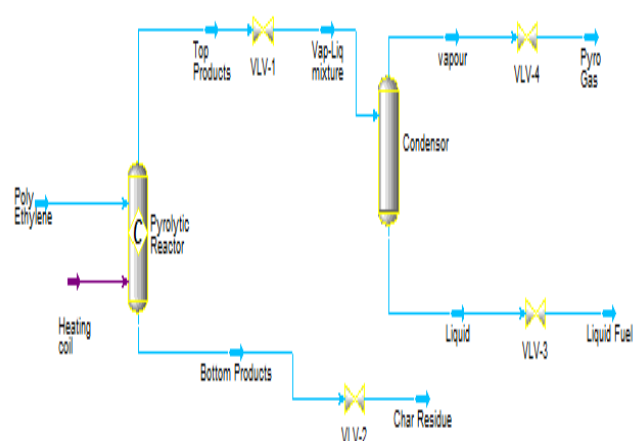 Top
Products
VLV-1
Vap-Liq
mixture
vapour
VLV-4
Pyro
Gas
Condensor
Poly
Ethylene
C
Pyrolytic
Reactor
Heating
coil
Liquid
VLV-3
Liquid Fuel
Bottom Products
VLV-2
Char Residue